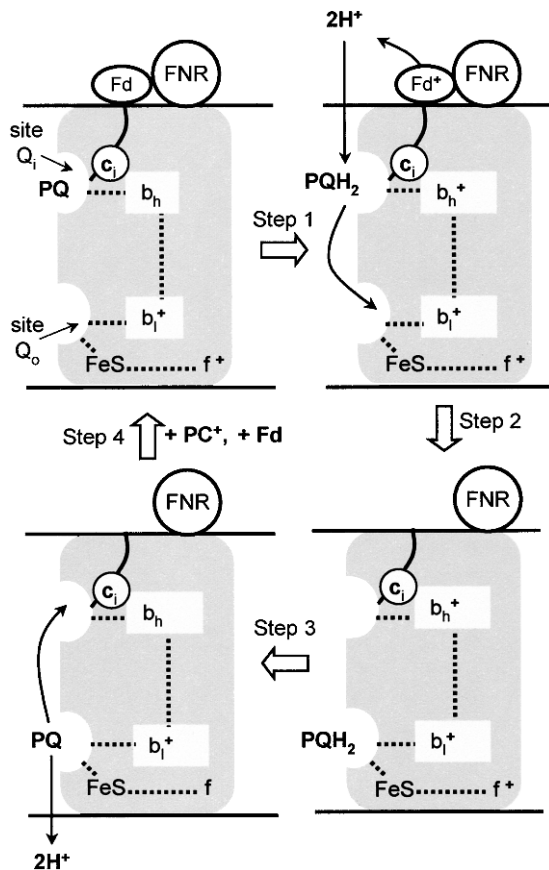 2H⁺
Fd
FNR
Fd⁺
FNR
site
Qᵢ
cᵢ
cᵢ
PQ
bₕ
PQH₂
bₕ⁺
Step 1
site
Qₒ
bₗ⁺
bₗ⁺
FeS
f⁺
FeS
f⁺
Step 4
+ PC⁺, + Fd
Step 2
FNR
FNR
cᵢ
cᵢ
bₕ
bₕ⁺
Step 3
PQ
bₗ⁺
PQH₂
bₗ⁺
FeS
f
FeS
f⁺
2H⁺